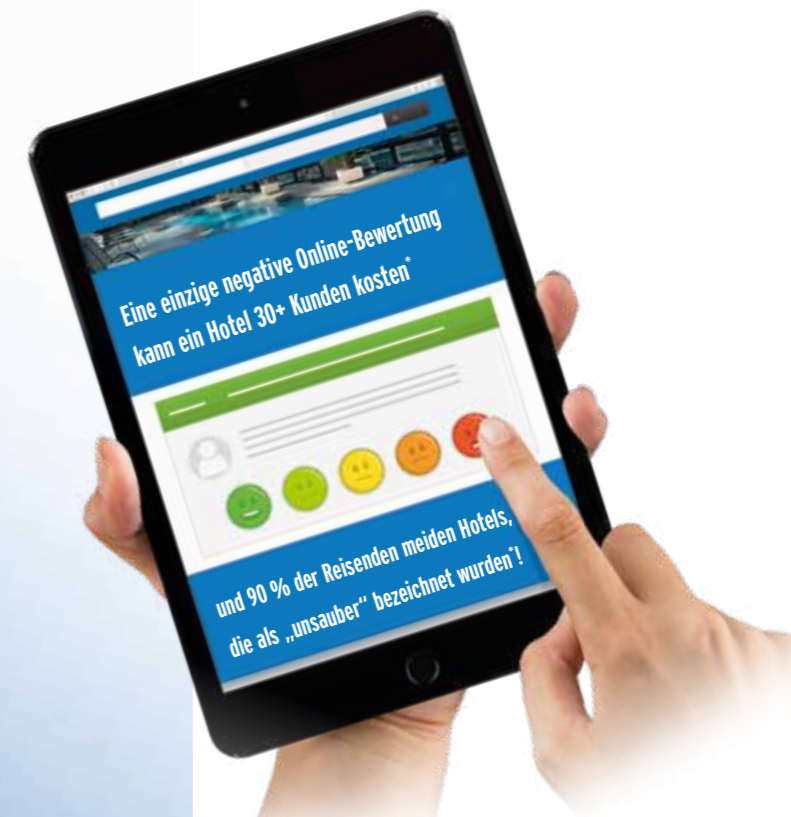 Eine einzige negative Online-Bewertung
kann ein Hotel 30+ Kunden kosten*
und 90 % der Reisenden meiden Hotels,
die als „unsauber“ bezeichnet wurden*!